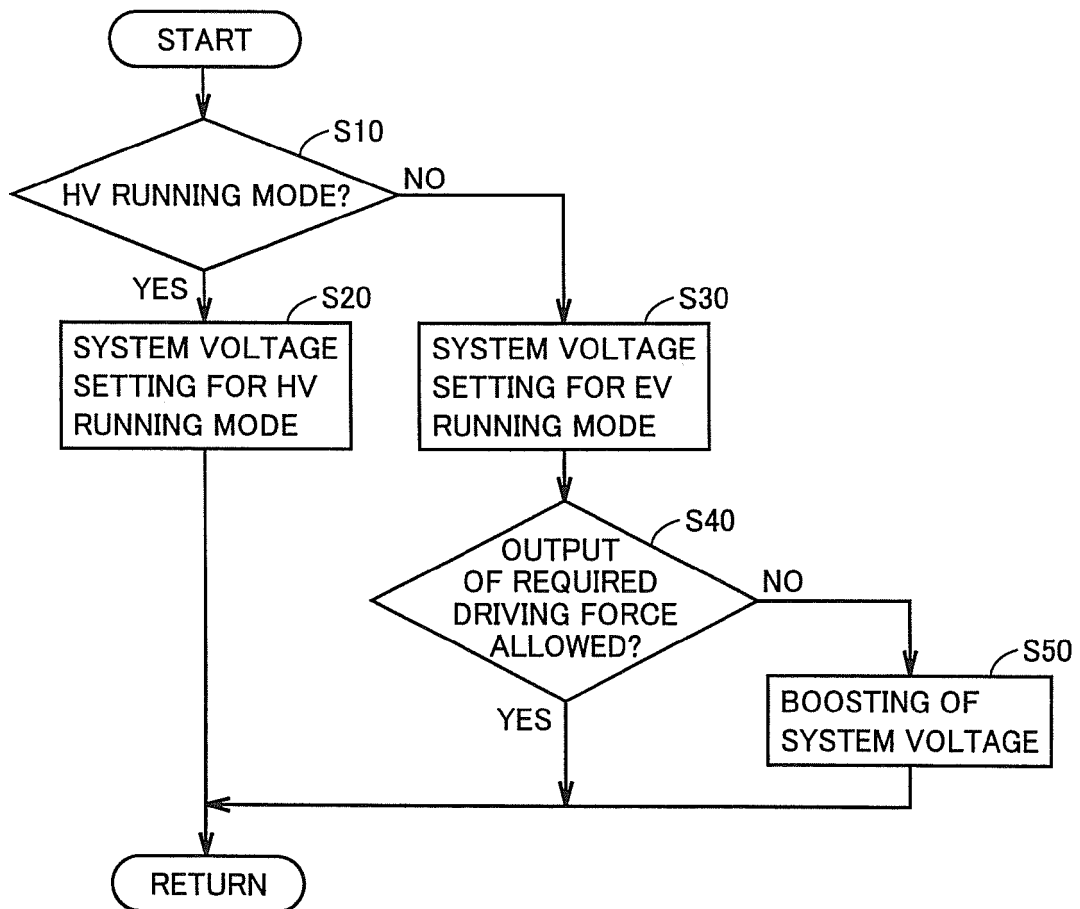 START
S10
HV RUNNING MODE?
NO
YES
S20
SYSTEM VOLTAGE
SETTING FOR HV
RUNNING MODE
S30
SYSTEM VOLTAGE
SETTING FOR EV
RUNNING MODE
S40
OUTPUT
OF REQUIRED
DRIVING FORCE
ALLOWED?
NO
YES
S50
BOOSTING OF
SYSTEM VOLTAGE
RETURN